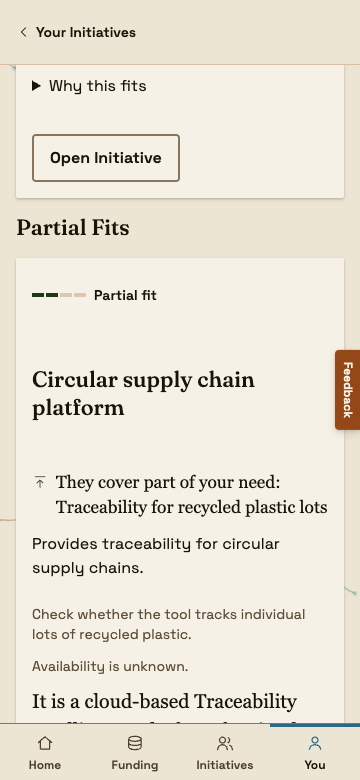 Your Initiatives
Why this fits
Open Initiative
Partial Fits
Partial fit
Circular supply chain
platform
They cover part of your need:
Traceability for recycled plastic lots
Provides traceability for circular
supply chains.
Check whether the tool tracks individual
lots of recycled plastic.
Availability is unknown.
It is a cloud-based Traceability
Feedback
Home
Funding
Initiatives
You